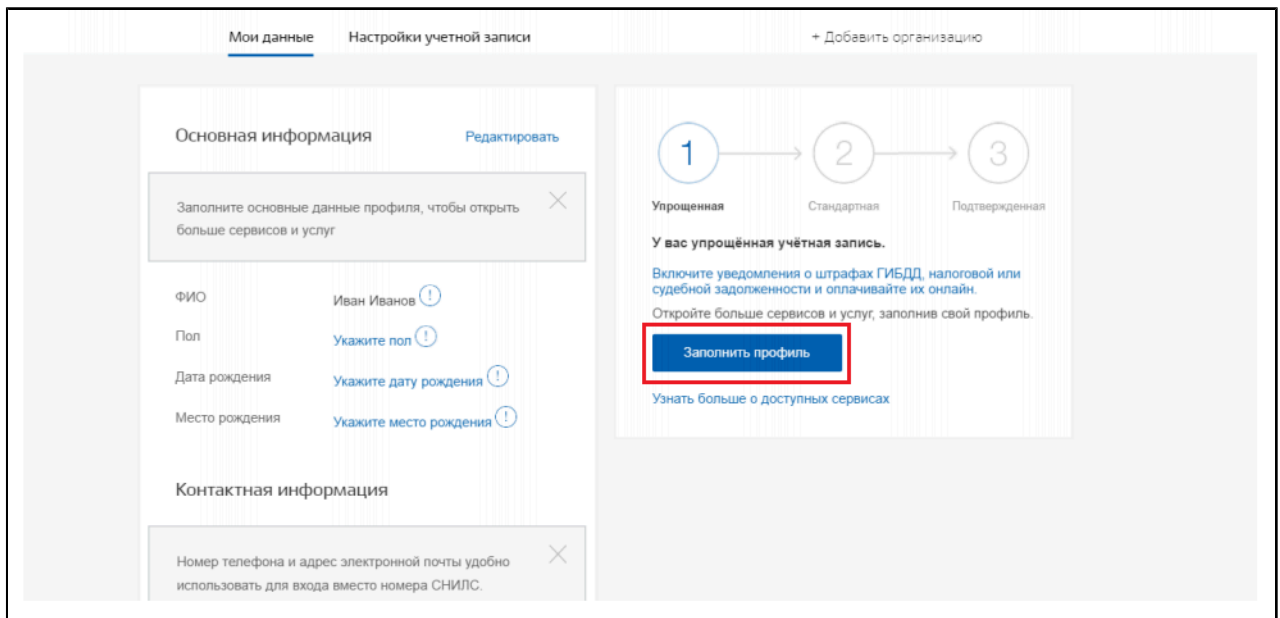 Мои данные
Настройки учетной записи
+ Добавить организацию
Основная информация
Редактировать
Заполните основные данные профиля, чтобы открыть
больше сервисов и услуг
ФИО
Иван Иванов
Пол
Укажите пол
Дата рождения
Укажите дату рождения
Место рождения
Укажите место рождения
Контактная информация
Номер телефона и адрес электронной почты удобно
использовать для входа вместо номера СНИЛС.
1
2
3
Упрощенная
Стандартная
Подтвержденная
У вас упрощённая учётная запись.
Включите уведомления о штрафах ГИБДД, налоговой или
судебной задолженности и оплачивайте их онлайн.
Откройте больше сервисов и услуг, заполнив свой профиль.
Заполнить профиль
Узнать больше о доступных сервисах